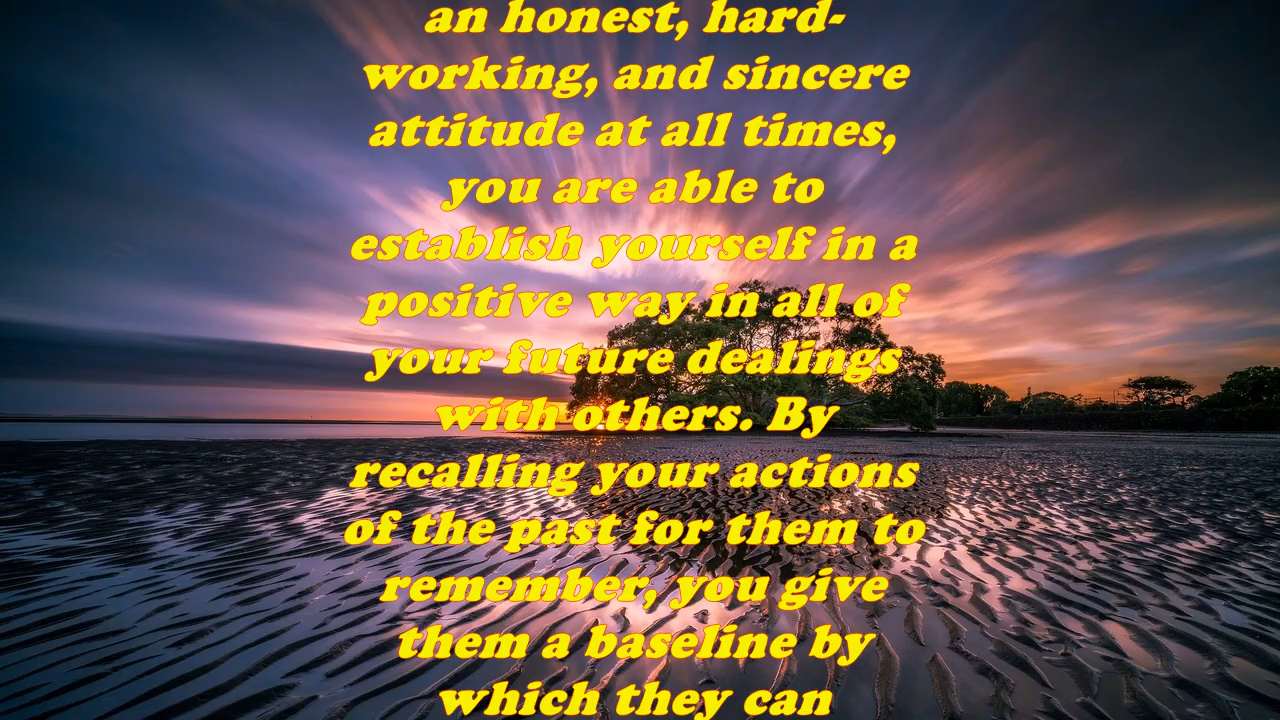 an honest, hard-
working, and sincere
attitude at all times,
you are able to
establish yourself in a
positive way in all of
your future dealings
with others. By
recalling your actions
of the past for them to
remember, you give
them a baseline by
which they can